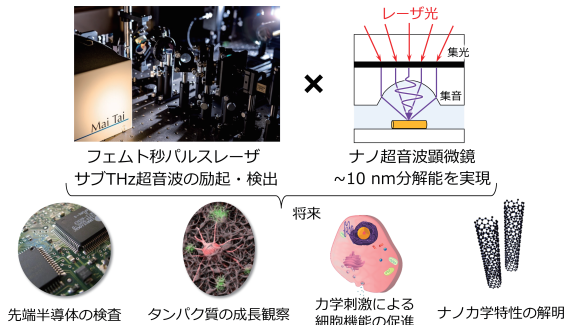 レーザ光
集光
集音
Mai Tai
×
フェムト秒パルスレーザ
サブTHz超音波の励起・検出
ナノ超音波顕微鏡
~10 nm分解能を実現
将来
先端半導体の検査
タンパク質の成長観察
力学刺激による
細胞機能の促進
ナノ力学特性の解明